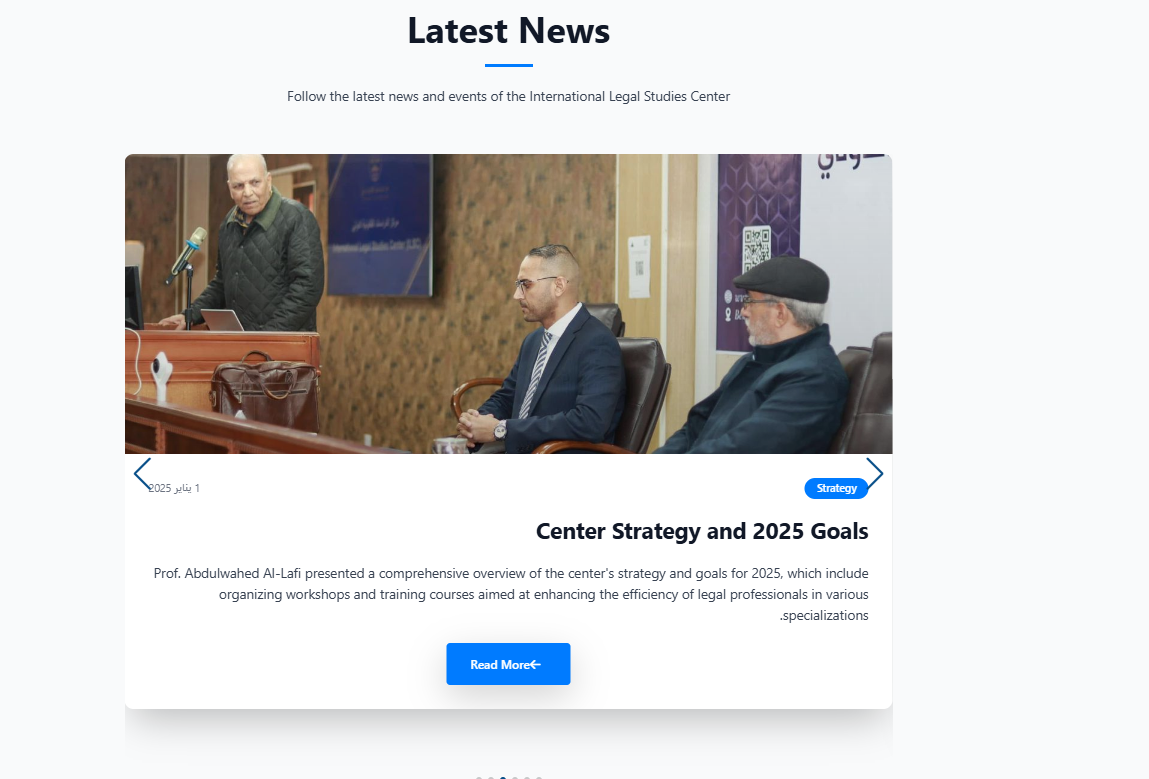 Latest News
Follow the latest news and events of the International Legal Studies Center
International Legal Studies Center (ILSC)
1 يناير 2025
Strategy
Center Strategy and 2025 Goals
Prof. Abdulwahed Al-Lafi presented a comprehensive overview of the center's strategy and goals for 2025, which include
organizing workshops and training courses aimed at enhancing the efficiency of legal professionals in various
.specializations
Read More←